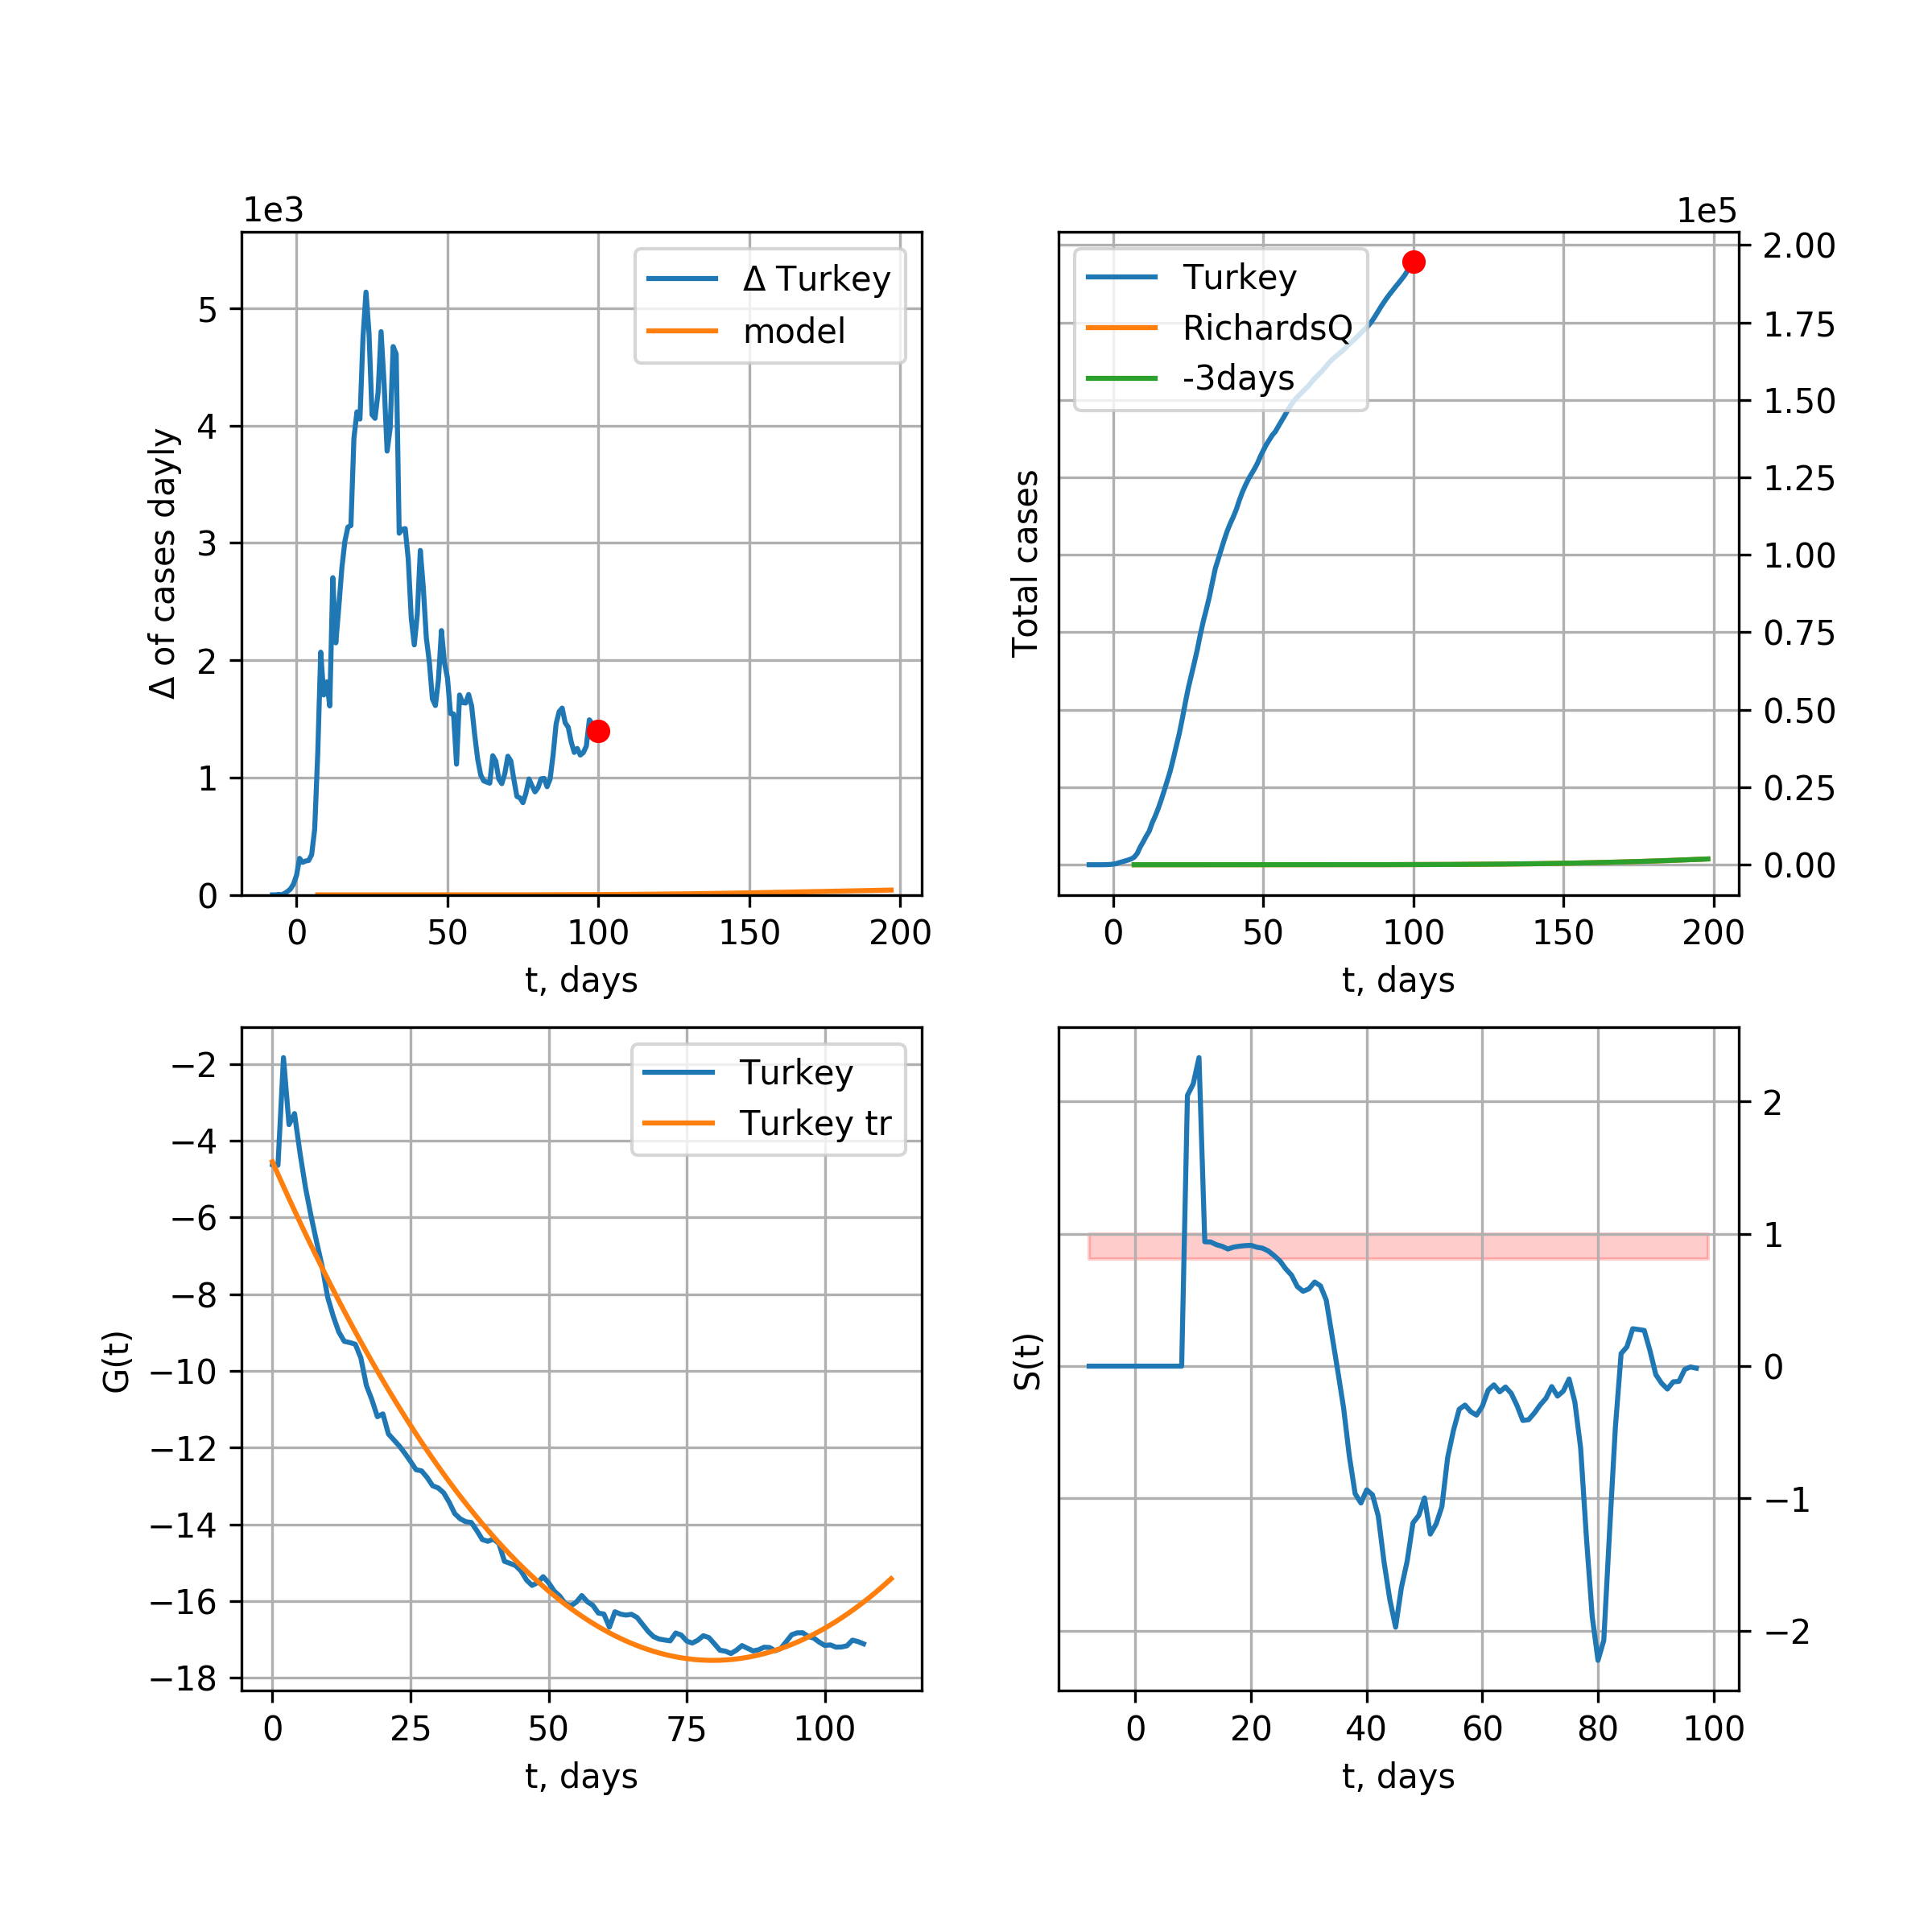 1e3
Δ of cases dayly
5
4
3
2
1
0
Δ Turkey
model
0 50 100 150 200
t, days
1e5
Total cases
Turkey
RichardsQ
-3days
2.00
1.75
1.50
1.25
1.00
0.75
0.50
0.25
0.00
0 50 100 150 200
t, days
G(t)
−2
−4
−6
−8
−10
−12
−14
−16
−18
Turkey
Turkey tr
0 25 50 75 100
t, days
S(t)
2
1
0
−1
−2
0 20 40 60 80 100
t, days